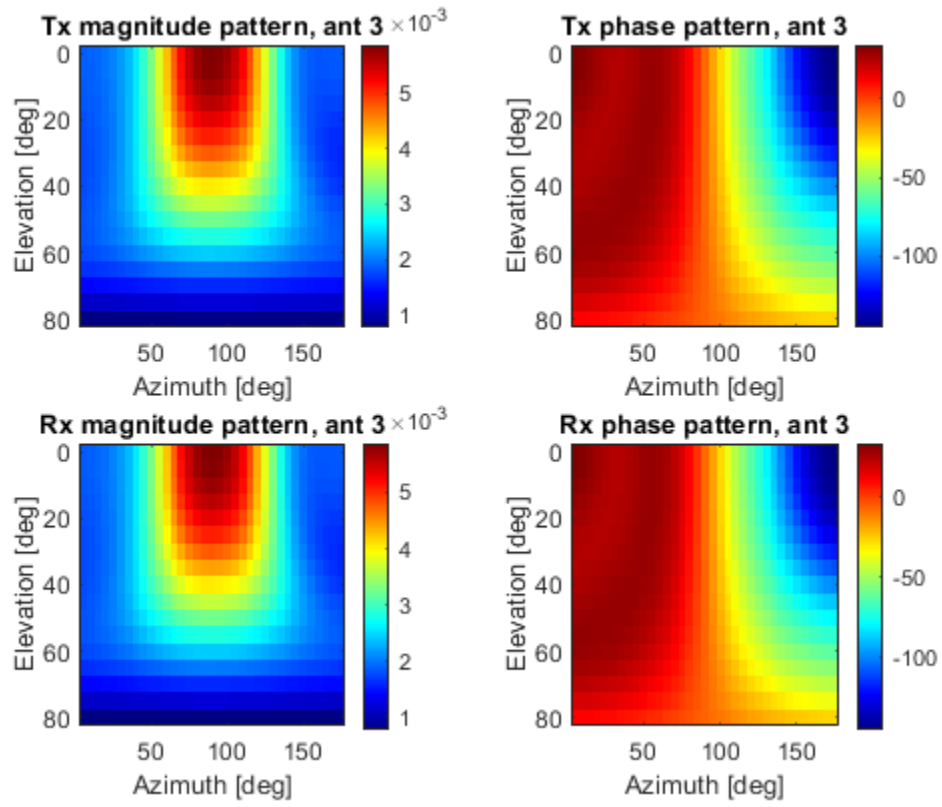 Tx magnitude pattern, ant 3 ×10^-3
Tx phase pattern, ant 3
0
20
40
60
80
Elevation [deg]
50 100 150
Azimuth [deg]
5
4
3
2
1
0
20
40
60
80
Elevation [deg]
50 100 150
Azimuth [deg]
0
-50
-100
Rx magnitude pattern, ant 3 ×10^-3
Rx phase pattern, ant 3
0
20
40
60
80
Elevation [deg]
50 100 150
Azimuth [deg]
5
4
3
2
1
0
20
40
60
80
Elevation [deg]
50 100 150
Azimuth [deg]
0
-50
-100